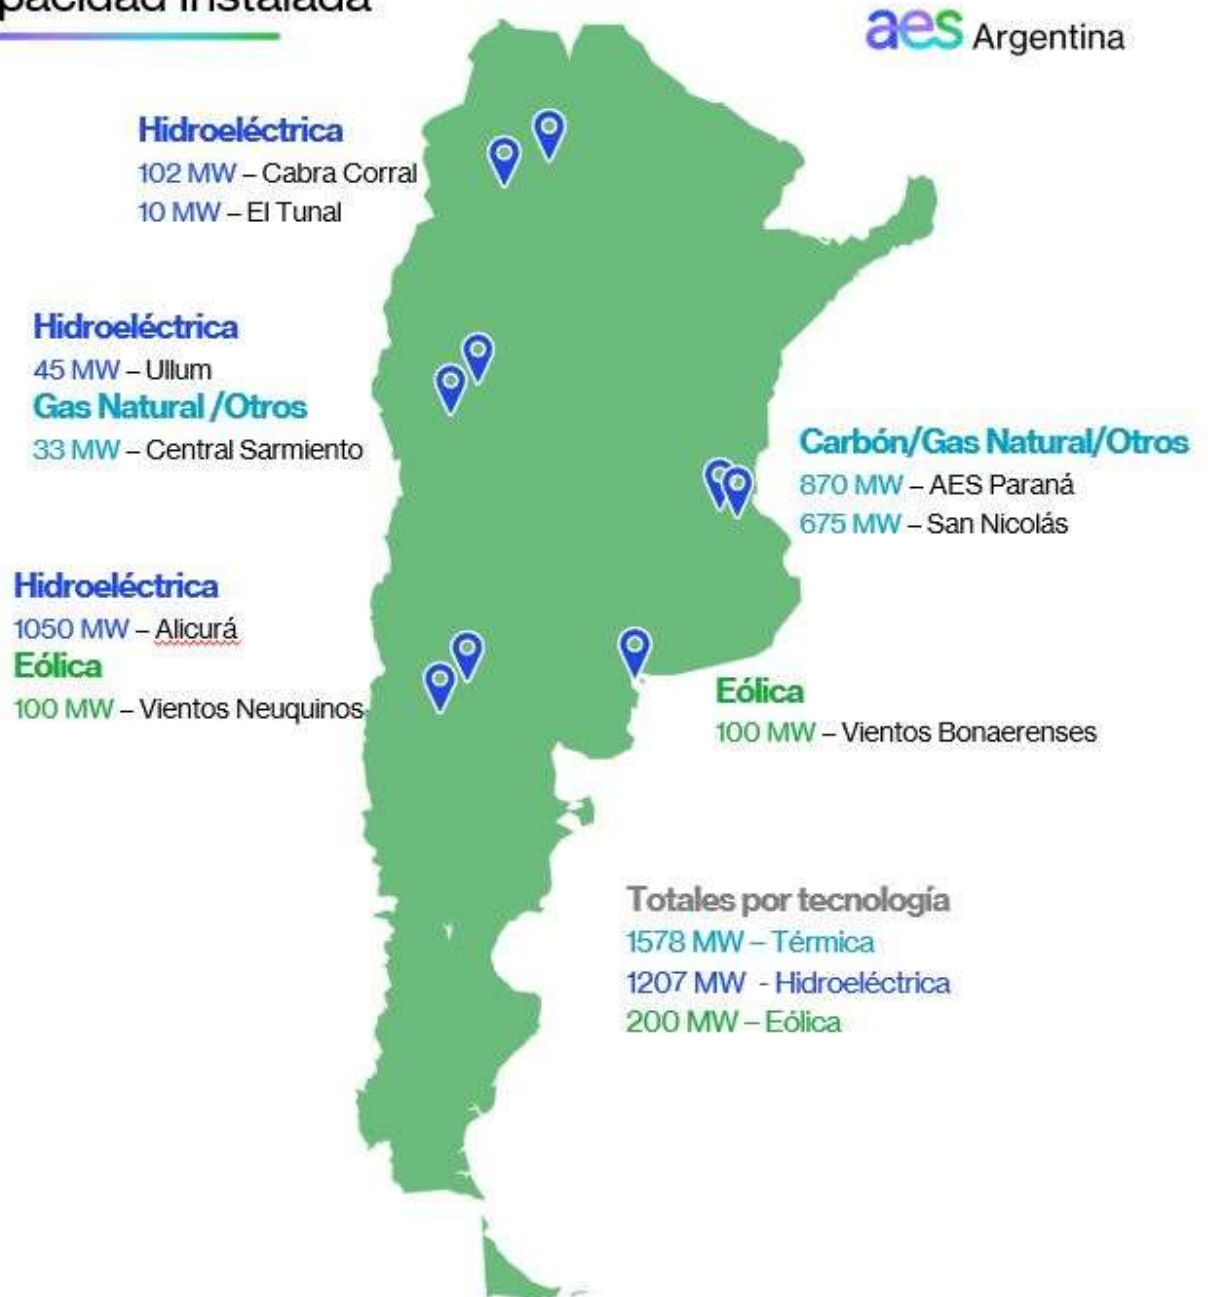 pacidad instalada
aes Argentina
Hidroeléctrica
102 MW – Cabra Corral
10 MW – El Tunal
Hidroeléctrica
45 MW – Ullum
Gas Natural /Otros
33 MW – Central Sarmiento
Carbón/Gas Natural/Otros
870 MW – AES Paraná
675 MW – San Nicolás
Hidroeléctrica
1050 MW – Alicurá
Eólica
100 MW – Vientos Neuquinos
Eólica
100 MW – Vientos Bonaerenses
Totales por tecnología
1578 MW – Térmica
1207 MW - Hidroeléctrica
200 MW – Eólica